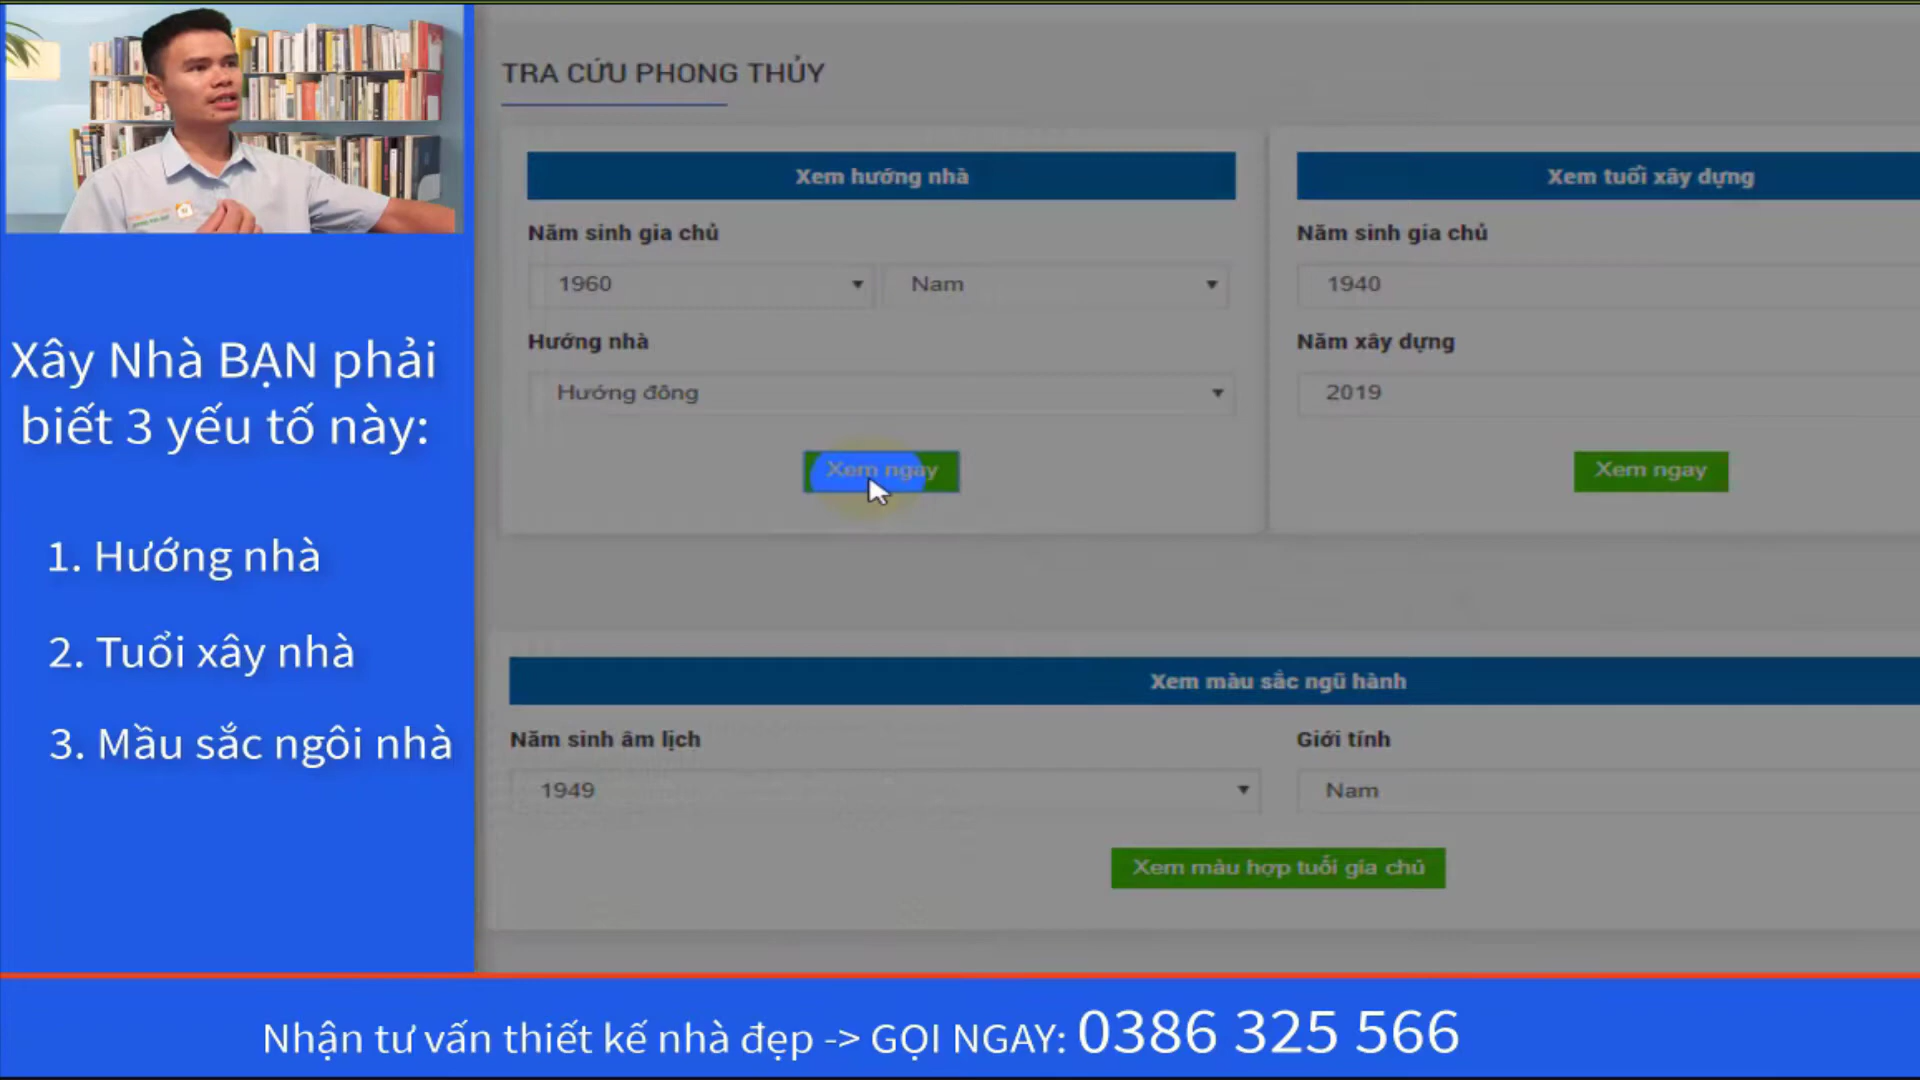 Xây Nhà BẠN phải
biết 3 yếu tố này:
1. Hướng nhà
2. Tuổi xây nhà
3. Mầu sắc ngôi nhà
TRA CỨU PHONG THỦY
Xem hướng nhà
Năm sinh gia chủ
1960
Nam
Hướng nhà
Hướng đông
Xem ngay
Xem tuổi xây dựng
Năm sinh gia chủ
1940
Năm xây dựng
2019
Xem ngay
Xem màu sắc ngũ hành
Năm sinh âm lịch
1949
Giới tính
Nam
Xem màu hợp tuổi gia chủ
Nhận tư vấn thiết kế nhà đẹp -> GỌI NGAY: 0386 325 566